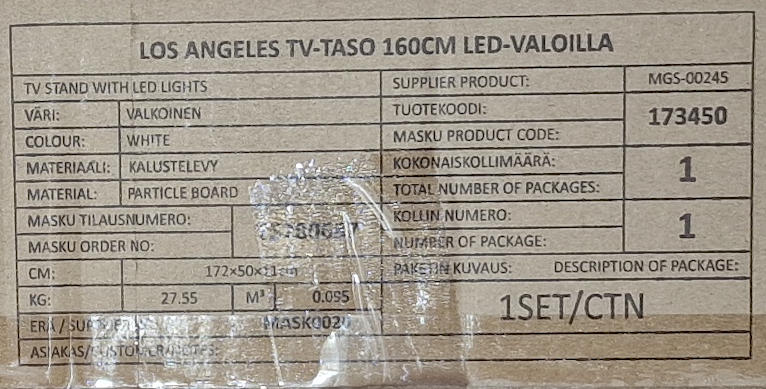 LOS ANGELES TV-TASO 160CM LED-VALOILLA
TV STAND WITH LED LIGHTS
SUPPLIER PRODUCT: MGS-00245
VÄRI: VALKOINEN
TUOTEKOODI:
173450
COLOUR: WHITE
MASKU PRODUCT CODE:
MATERIAALI: KALUSTELEVY
KOKONAISKOLLIMÄÄRÄ:
1
MATERIAL: PARTICLE BOARD
TOTAL NUMBER OF PACKAGES:
MASKU TILAUSNUMERO:
KOLLIN NUMERO:
1
MASKU ORDER NO:
NUMBER OF PACKAGE:
CM:
PAKETIN KUVAUS: DESCRIPTION OF PACKAGE:
KG: 27.55 M³ 0.095
1SET/CTN
ERÄ /
ASIAKAS/